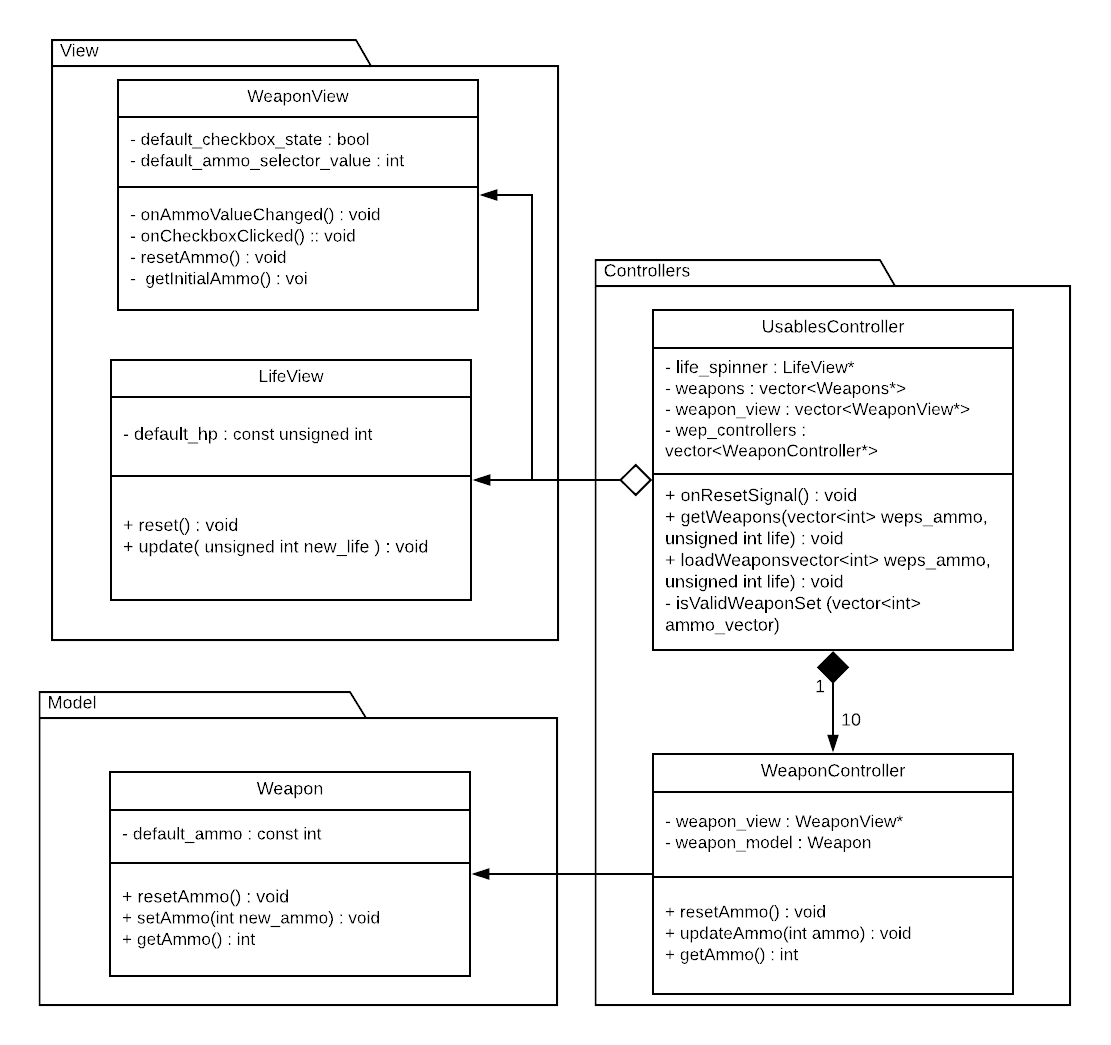 View
WeaponView
- default_checkbox_state : bool
- default_ammo_selector_value : int
- onAmmoValueChanged() : void
- onCheckboxClicked() :: void
- resetAmmo() : void
- getInitialAmmo() : voi
LifeView
- default_hp : const unsigned int
+ reset() : void
+ update( unsigned int new_life ) : void
Controllers
UsablesController
- life_spinner : LifeView*
- weapons : vector<Weapons*>
- weapon_view : vector<WeaponView*>
- wep_controllers :
vector<WeaponController*>
+ onResetSignal() : void
+ getWeapons(vector<int> weps_ammo,
unsigned int life) : void
+ loadWeaponsvector<int> weps_ammo,
unsigned int life) : void
- isValidWeaponSet (vector<int>
ammo_vector)
1
10
WeaponController
- weapon_view : WeaponView*
- weapon_model : Weapon
+ resetAmmo() : void
+ updateAmmo(int ammo) : void
+ getAmmo() : int
Model
Weapon
- default_ammo : const int
+ resetAmmo() : void
+ setAmmo(int new_ammo) : void
+ getAmmo() : int